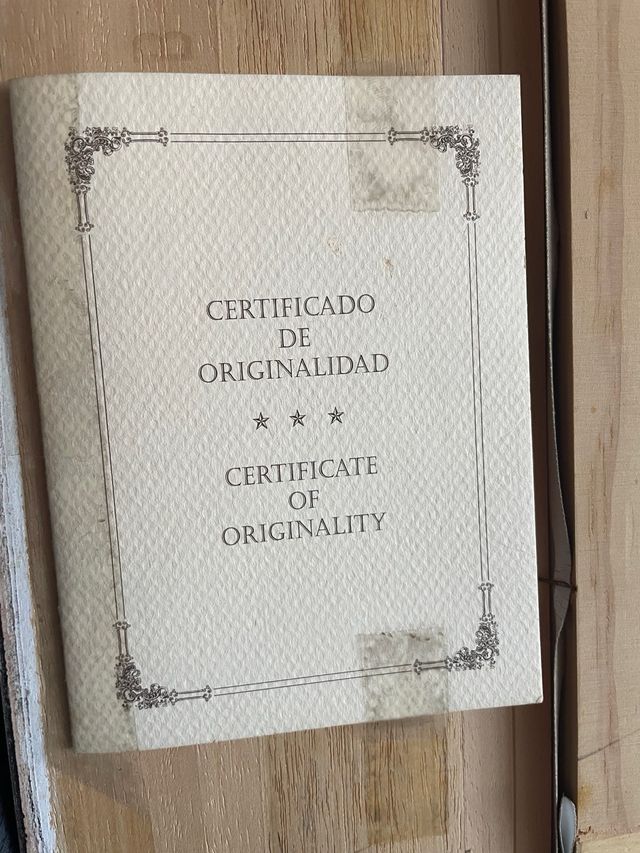 CERTIFICADO
DE
ORIGINALIDAD
CERTIFICATE
OF
ORIGINALITY